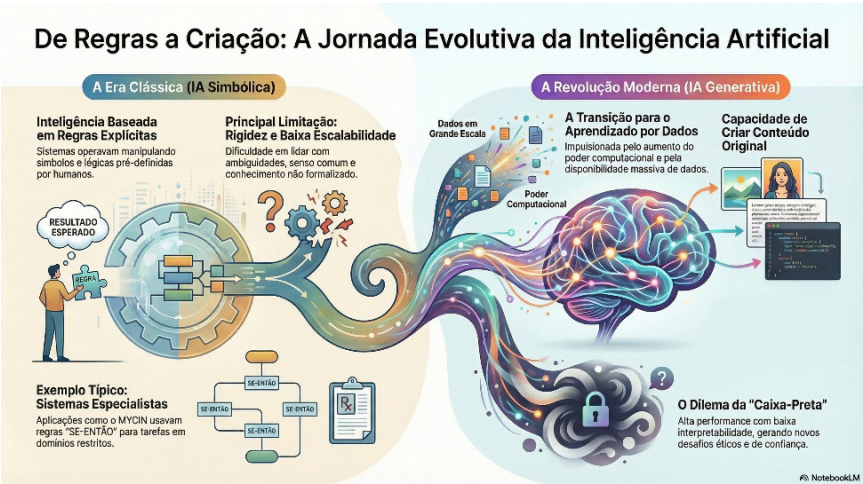 De Regras a Criação: A Jornada Evolutiva da Inteligência Artificial
A Era Clássica (IA Simbólica)
Inteligência Baseada
em Regras Explícitas
Sistemas operavam manipulando
símbolos e lógicas pré-definidas
por humanos.
Principal Limitação:
Rigidez e Baixa Escalabilidade
Dificuldade em lidar com
ambiguidades, senso comum e
conhecimento não formalizado.
RESULTADO
ESPERADO
REGRA
?
Exemplo Típico:
Sistemas Especialistas
Aplicações como o MYCIN usavam
regras "SE-ENTÃO" para tarefas em
domínios restritos.
SE-ENTÃO
SE-ENTÃO
SE-ENTÃO
SE-ENTÃO
Rx
A Revolução Moderna (IA Generativa)
Dados em
Grande Escala
Poder
Computacional
A Transição para o
Aprendizado por Dados
Impulsionada pelo aumento do
poder computacional e pela
disponibilidade massiva de dados.
Capacidade de
Criar Conteúdo
Original
?
O Dilema da "Caixa-Preta"
Alta performance com baixa
interpretabilidade, gerando novos
desafios éticos e de confiança.
NotebookLM